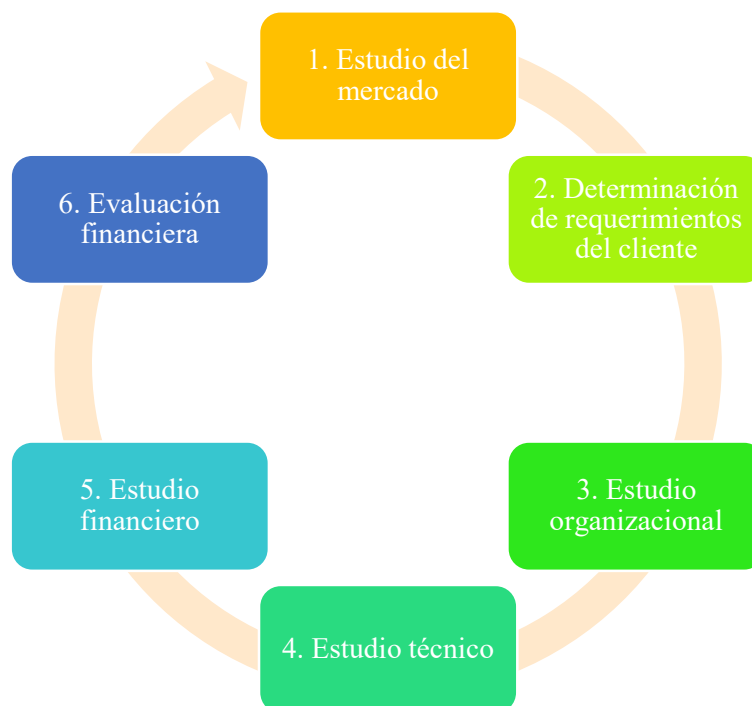 1. Estudio del
mercado
2. Determinación
de requerimientos
del cliente
3. Estudio
organizacional
4. Estudio técnico
5. Estudio
financiero
6. Evaluación
financiera